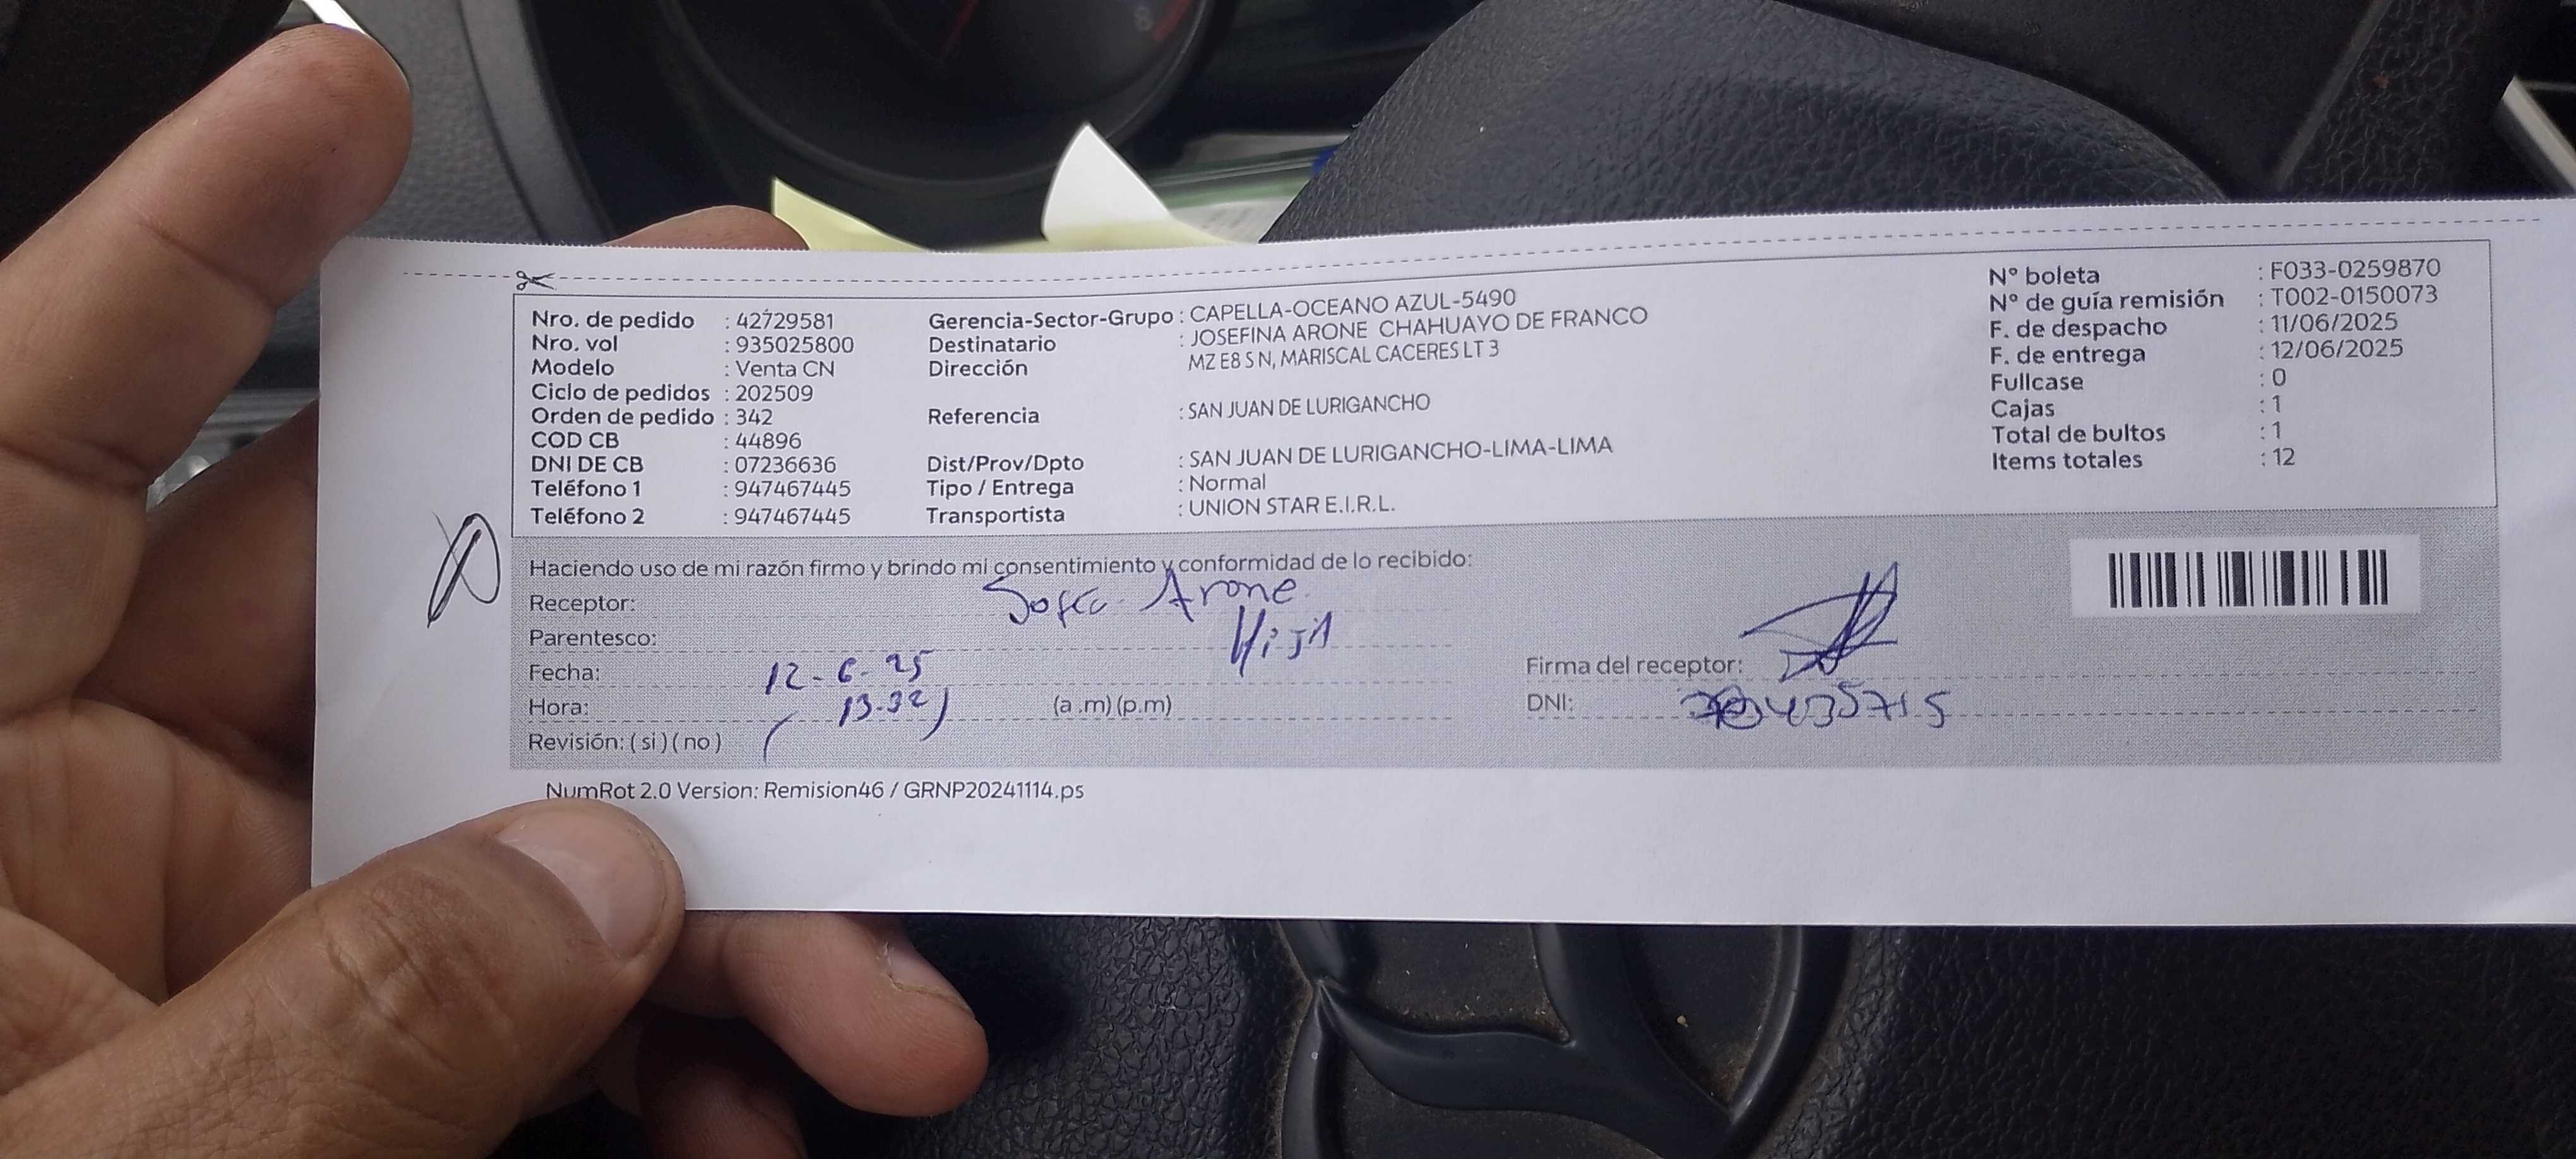 Nro. de pedido : 42729581
Nro. vol : 935025800
Modelo : Venta CN
Ciclo de pedidos : 202509
Orden de pedido : 342
COD CB : 44896
DNI DE CB : 07236636
Teléfono 1 : 947467445
Teléfono 2 : 947467445
Gerencia-Sector-Grupo : CAPELLA-OCEANO AZUL-5490
Destinatario : JOSEFINA ARONE CHAHUAYO DE FRANCO
Dirección MZ E8 S N, MARISCAL CACERES LT 3
Referencia : SAN JUAN DE LURIGANCHO
Dist/Prov/Dpto : SAN JUAN DE LURIGANCHO-LIMA-LIMA
Tipo / Entrega : Normal
Transportista : UNION STAR E.I.R.L.
N° boleta : F033-0259870
N° de guía remisión : T002-0150073
F. de despacho : 11/06/2025
F. de entrega : 12/06/2025
Fullcase : 0
Cajas : 1
Total de bultos : 1
Items totales : 12
Haciendo uso de mi razón firmo y brindo mi consentimiento y conformidad de lo recibido:
Receptor: Arone
Parentesco: HiJA
Fecha: 12-6-25
Hora: (13-32) (a .m) (p.m)
Revisión: ( si ) ( no )
Firma del receptor:
DNI:
NumRot 2.0 Version: Remision46 / GRNP20241114.ps